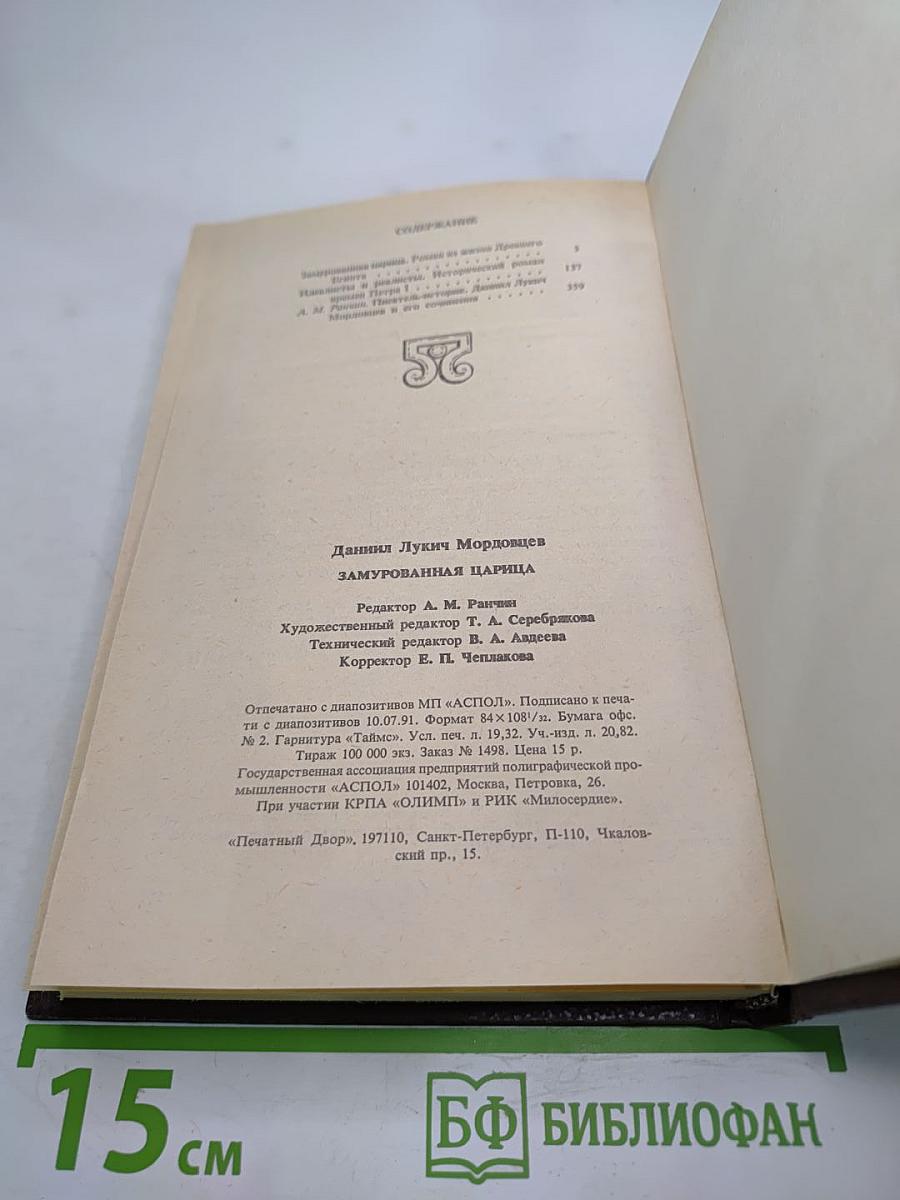 СОДЕРЖАНИЕ
Замурованная царица. Роман из жизни Древнего
Египта . . . . . . . . . . . . . . 5
Идеалисты и реалисты. Исторический роман
времен Петра I . . . . . . . . . . . 137
А. М. Ранчин. Писатель-историк. Даниил Лукич
Мордовцев и его сочинения . . . . . . 359
Даниил Лукич Мордовцев
ЗАМУРОВАННАЯ ЦАРИЦА
Редактор А. М. Ранчин
Художественный редактор Т. А. Серебрякова
Технический редактор В. А. Авдеева
Корректор Е. П. Чеплакова
Отпечатано с диапозитивов МП «АСПОЛ». Подписано к печа-
ти с диапозитивов 10.07.91. Формат 84×108¹/₃₂. Бумага офс.
№ 2. Гарнитура «Таймс». Усл. печ. л. 19,32. Уч.-изд. л. 20,82.
Тираж 100 000 экз. Заказ № 1498. Цена 15 р.
Государственная ассоциация предприятий полиграфической про-
мышленности «АСПОЛ» 101402, Москва, Петровка, 26.
При участии КРПА «ОЛИМП» и РИК «Милосердие».
«Печатный Двор». 197110, Санкт-Петербург, П-110, Чкалов-
ский пр., 15.
15 см
БФ БИБЛИОФАН